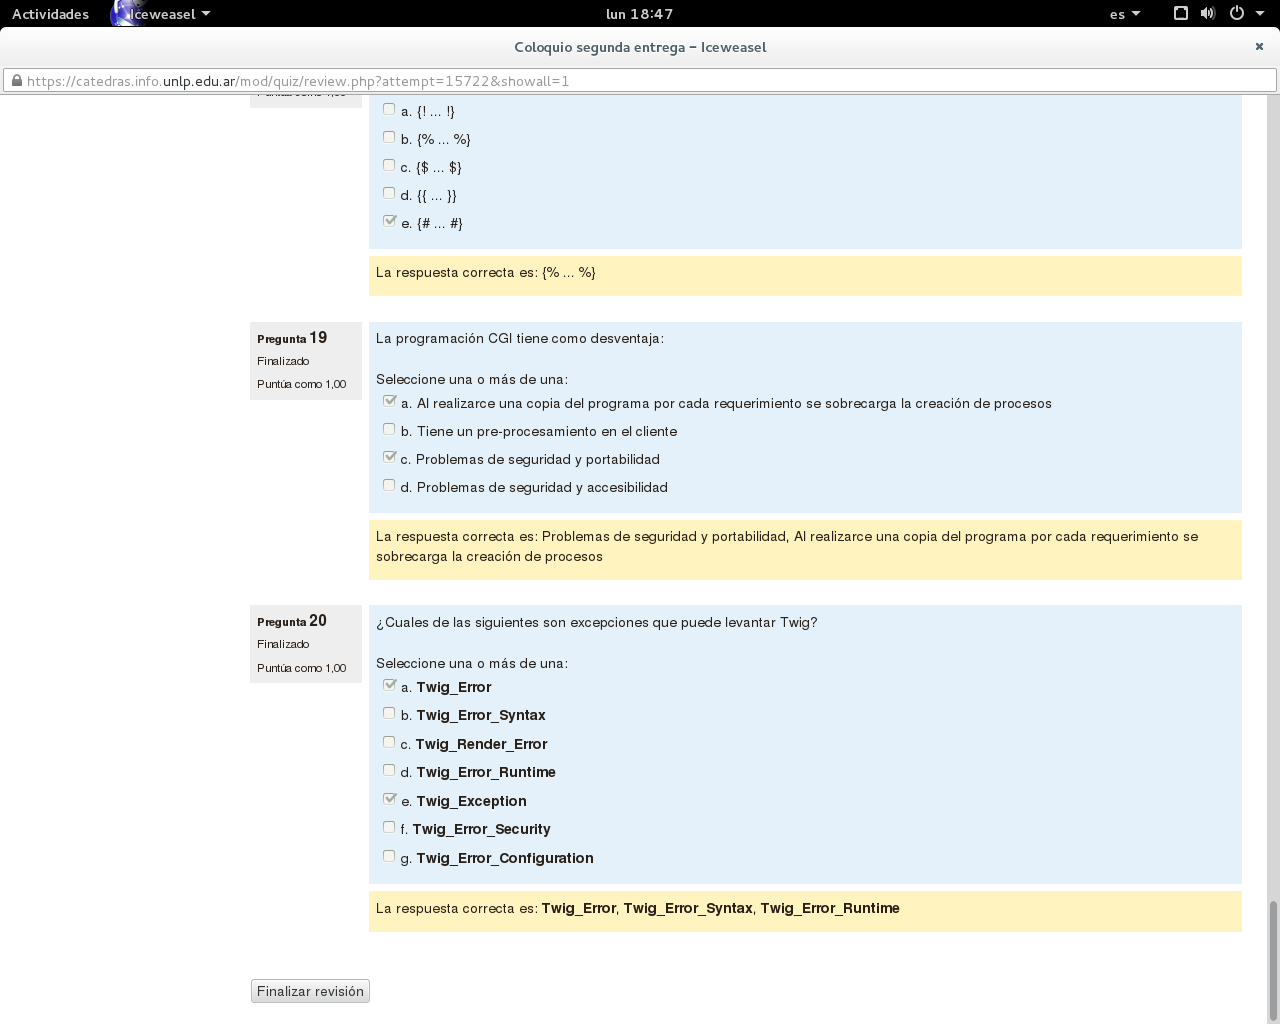 Actividades
Iceweasel
lun 18:47
es
Coloquio segunda entrega – Iceweasel
https://catedras.info.unlp.edu.ar/mod/quiz/review.php?attempt=15722&showall=1
a. {! ... !}
b. {% ... %}
c. {$ ... $}
d. {{ ... }}
e. {# ... #}
La respuesta correcta es: {% ... %}
Pregunta 19
Finalizado
Puntúa como 1,00
La programación CGI tiene como desventaja:
Seleccione una o más de una:
a. Al realizarce una copia del programa por cada requerimiento se sobrecarga la creación de procesos
b. Tiene un pre-procesamiento en el cliente
c. Problemas de seguridad y portabilidad
d. Problemas de seguridad y accesibilidad
La respuesta correcta es: Problemas de seguridad y portabilidad, Al realizarce una copia del programa por cada requerimiento se
sobrecarga la creación de procesos
Pregunta 20
Finalizado
Puntúa como 1,00
¿Cuales de las siguientes son excepciones que puede levantar Twig?
Seleccione una o más de una:
a. Twig_Error
b. Twig_Error_Syntax
c. Twig_Render_Error
d. Twig_Error_Runtime
e. Twig_Exception
f. Twig_Error_Security
g. Twig_Error_Configuration
La respuesta correcta es: Twig_Error, Twig_Error_Syntax, Twig_Error_Runtime
Finalizar revisión